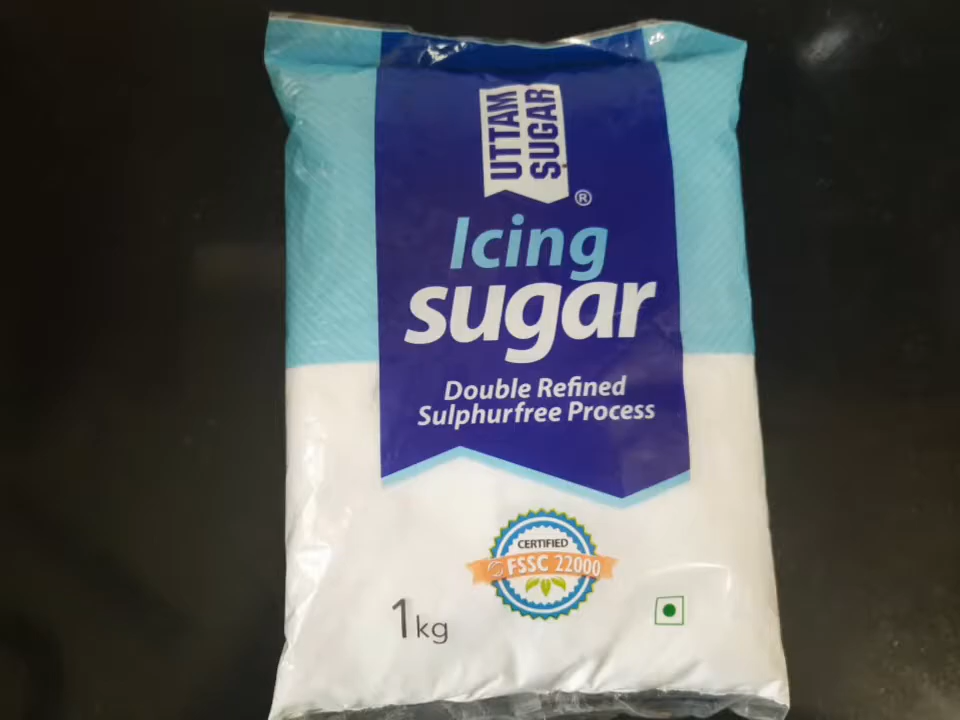 UTTAM
SUGAR
®
Icing
sugar
Double Refined
Sulphurfree Process
CERTIFIED
FSSC 22000
1kg